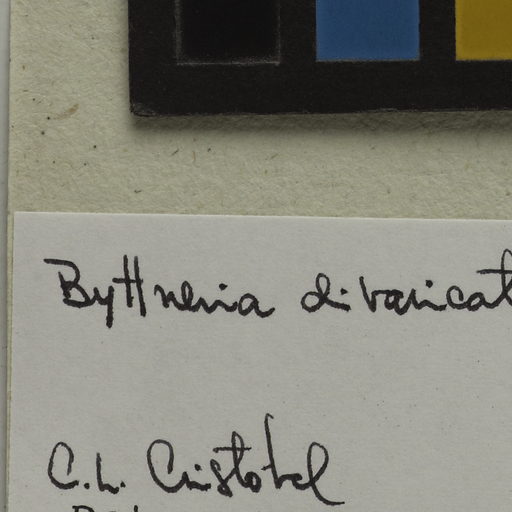 Byttneria divaricat
C.L. Cristobal